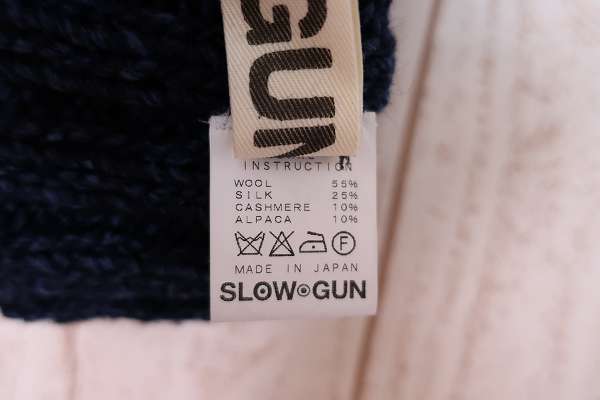 GUN
INSTRUCTION
WOOL 55%
SILK 25%
CASHMERE 10%
ALPACA 10%
F
MADE IN JAPAN
SLOW GUN